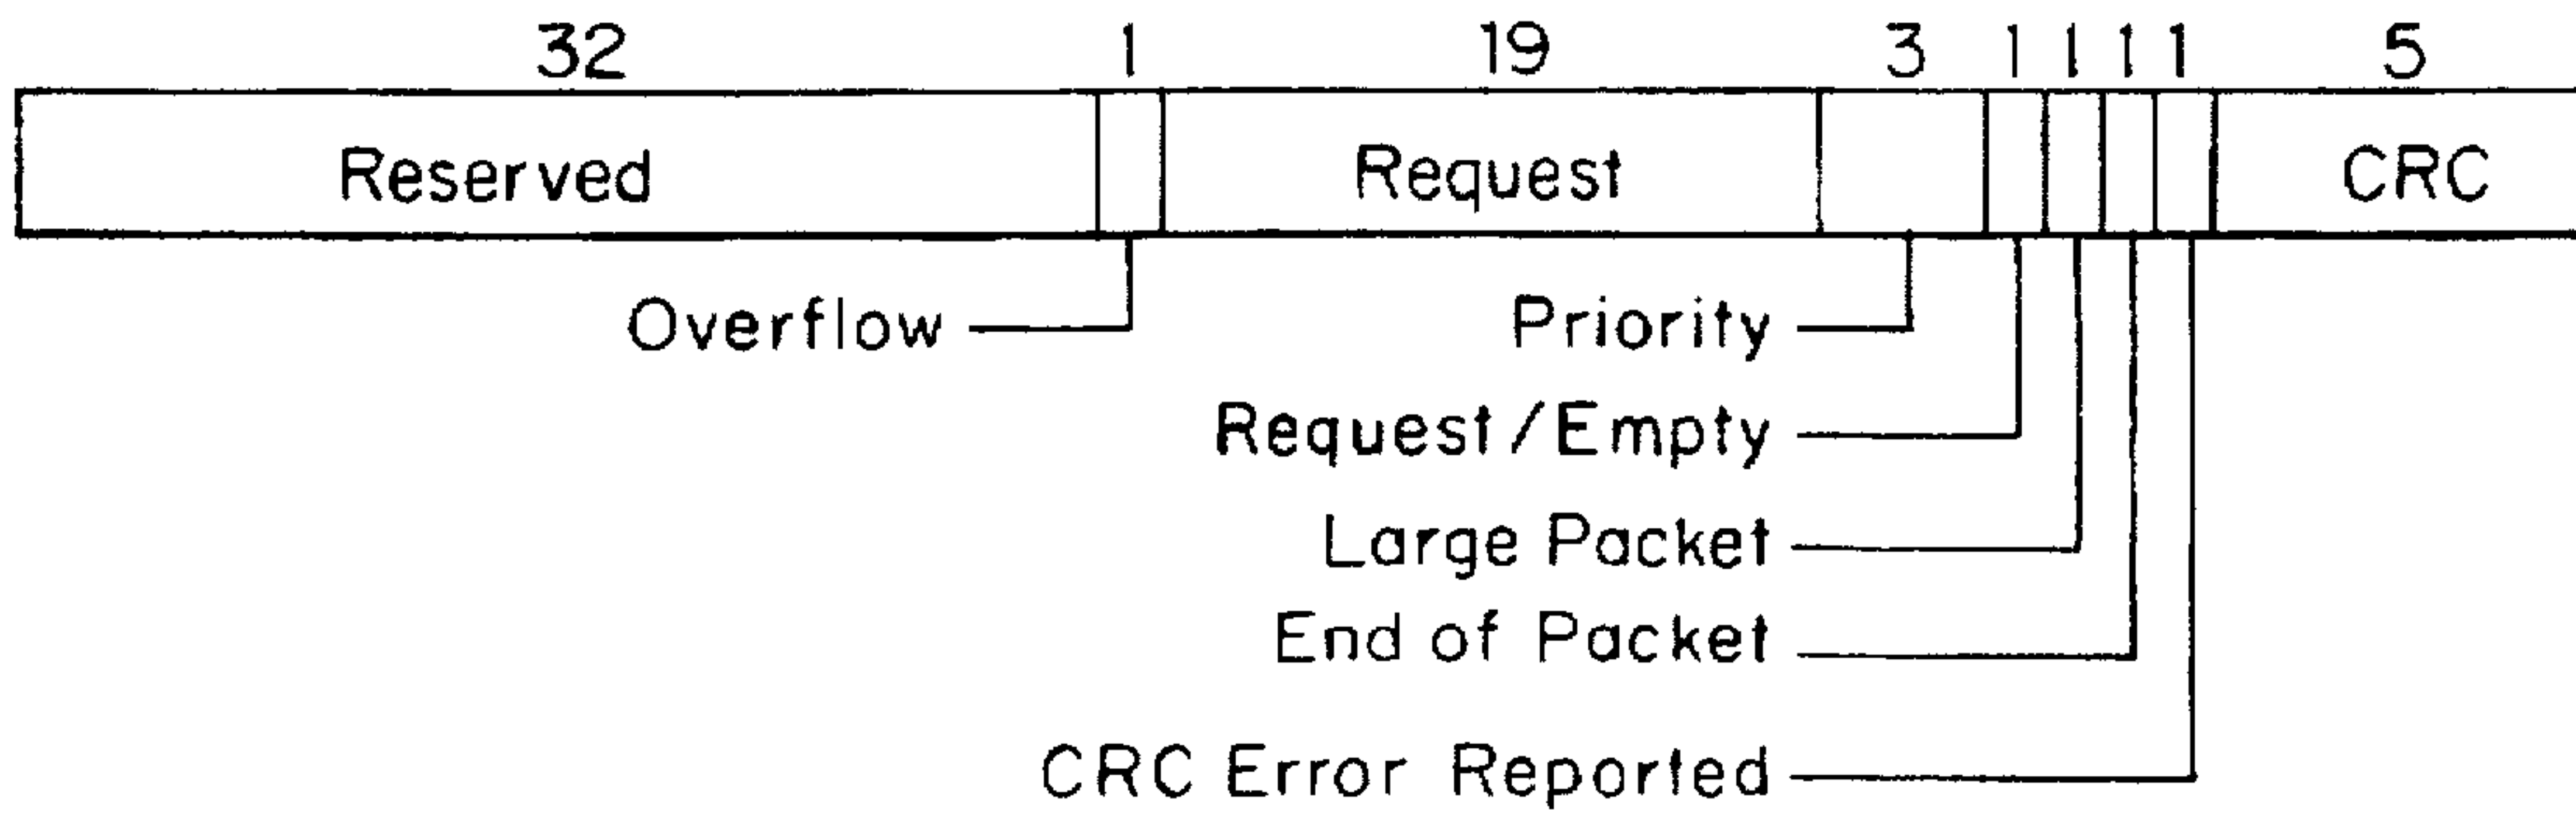 32 1 19 3 1 1 1 1 5
Reserved Request CRC
Overflow Priority
Request/Empty
Large Packet
End of Packet
CRC Error Reported